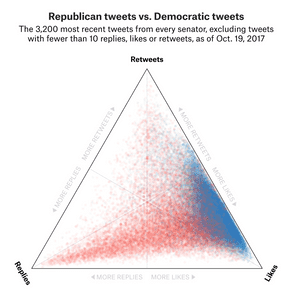 Republican tweets vs. Democratic tweets
The 3,200 most recent tweets from every senator, excluding tweets
with fewer than 10 replies, likes or retweets, as of Oct. 19, 2017
Retweets
MORE REPLIES MORE RETWEETS
MORE RETWEETS MORE LIKES
Replies
MORE REPLIES MORE LIKES
Likes